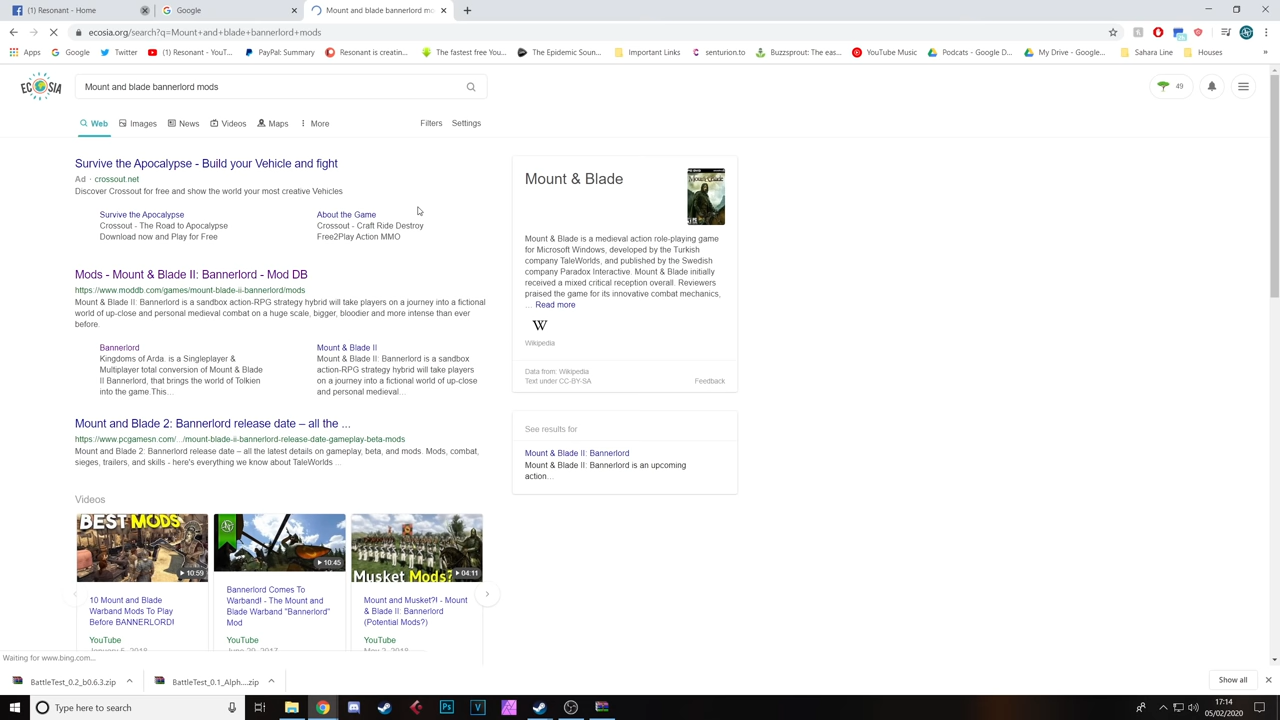 (1) Resonant - Home
Google
Mount and blade bannerlord mo
ecosia.org/search?q=Mount+and+blade+bannerlord+mods
Apps
Google
Twitter
(1) Resonant - YouT...
PayPal: Summary
Resonant is creatin...
The fastest free You...
The Epidemic Soun...
Important Links
senturion.to
Buzzsprout: The eas...
YouTube Music
Podcats - Google D...
My Drive - Google...
Sahara Line
Houses
»
ECOSIA
Mount and blade bannerlord mods
49
Web
Images
News
Videos
Maps
More
Filters
Settings
Survive the Apocalypse - Build your Vehicle and fight
Ad · crossout.net
Discover Crossout for free and show the world your most creative Vehicles
Survive the Apocalypse
Crossout - The Road to Apocalypse
Download now and Play for Free
About the Game
Crossout - Craft Ride Destroy
Free2Play Action MMO
Mods - Mount & Blade II: Bannerlord - Mod DB
https://www.moddb.com/games/mount-blade-ii-bannerlord/mods
Mount & Blade II: Bannerlord is a sandbox action-RPG strategy hybrid will take players on a journey into a fictional
world of up-close and personal medieval combat on a huge scale, bigger, bloodier and more intense than ever
before.
Bannerlord
Kingdoms of Arda. is a Singleplayer &
Multiplayer total conversion of Mount & Blade
II Bannerlord, that brings the world of Tolkien
into the game.This...
Mount & Blade II
Mount & Blade II: Bannerlord is a sandbox
action-RPG strategy hybrid will take players
on a journey into a fictional world of up-close
and personal medieval...
Mount and Blade 2: Bannerlord release date – all the ...
https://www.pcgamesn.com/.../mount-blade-ii-bannerlord-release-date-gameplay-beta-mods
Mount and Blade 2: Bannerlord release date – all the latest details on gameplay, beta, and mods. Mods, combat,
sieges, trailers, and skills - here's everything we know about TaleWorlds ...
Videos
BEST MODS
10:59
10 Mount and Blade
Warband Mods To Play
Before BANNERLORD!
YouTube
10:45
Bannerlord Comes To
Warband! - The Mount and
Blade Warband "Bannerlord"
Mod
YouTube
Musket Mods?
04:11
Mount and Musket?! - Mount
& Blade II: Bannerlord
(Potential Mods?)
YouTube
Mount & Blade
Mount & Blade is a medieval action role-playing game
for Microsoft Windows, developed by the Turkish
company TaleWorlds, and published by the Swedish
company Paradox Interactive. Mount & Blade initially
received a mixed critical reception overall. Reviewers
praised the game for its innovative combat mechanics,
... Read more
W
Wikipedia
Data from: Wikipedia
Text under CC-BY-SA
Feedback
See results for
Mount & Blade II: Bannerlord
Mount & Blade II: Bannerlord is an upcoming
action...
Waiting for www.bing.com...
BattleTest_0.2_b0.6.3.zip
BattleTest_0.1_Alph....zip
Show all
Type here to search
Ps
V
17:14
05/02/2020